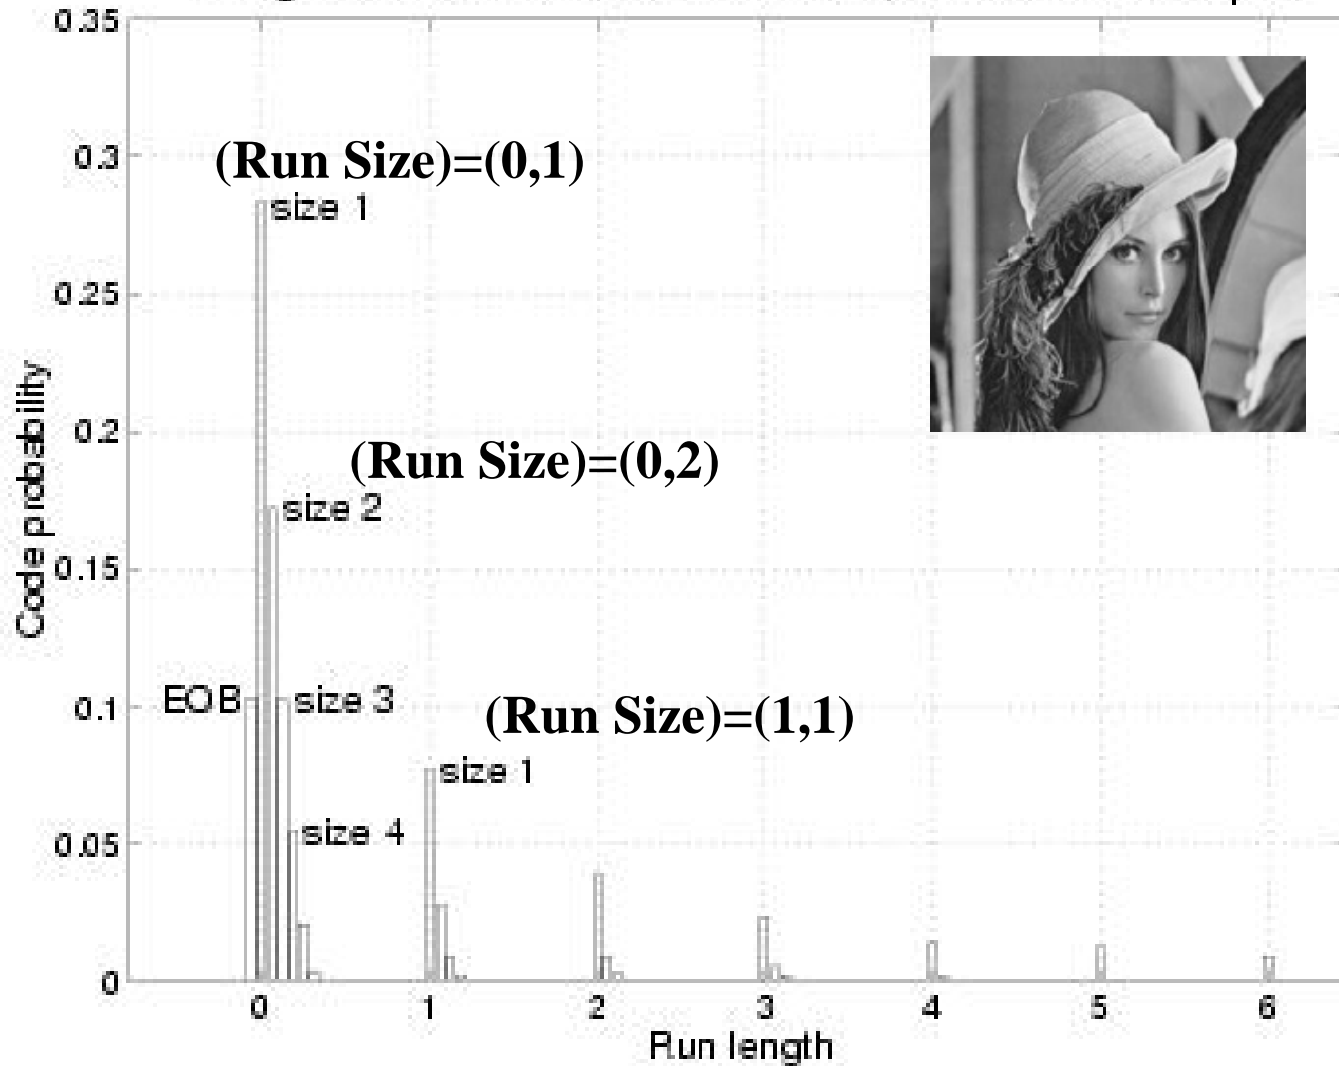 0.35
(Run Size)=(0,1)
0.3
size 1
0.25
(Run Size)=(0,2)
0.2
size 2
0.15
Code probability
EOB
size 3
(Run Size)=(1,1)
0.1
size 1
size 4
0.05
0
0 1 2 3 4 5 6
Run length